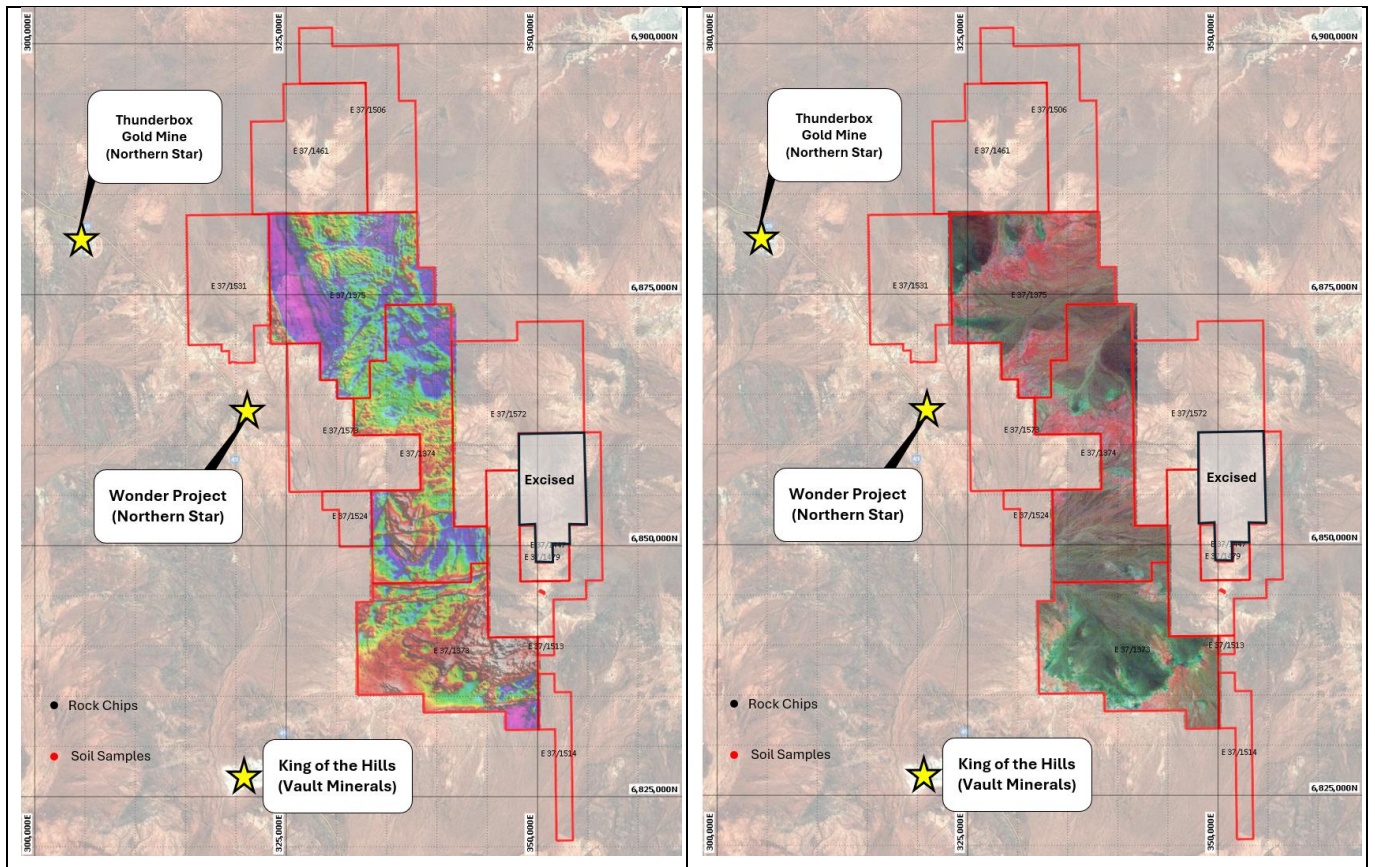 300,000E
325,000E
350,000E
6,900,000N
Thunderbox
Gold Mine
(Northern Star)
E 37/1506
E 37/1461
E 37/1531
E 37/1375
6,875,000N
Wonder Project
(Northern Star)
E 37/1572
E 37/1573
E 37/1374
Excised
E 37/1524
6,850,000N
E 37/1479
E 37/1373
E 37/1513
Rock Chips
Soil Samples
E 37/1514
King of the Hills
(Vault Minerals)
6,825,000N
300,000E
325,000E
350,000E
300,000E
325,000E
350,000E
6,900,000N
Thunderbox
Gold Mine
(Northern Star)
E 37/1506
E 37/1461
E 37/1531
E 37/1375
6,875,000N
Wonder Project
(Northern Star)
E 37/1572
E 37/1573
E 37/1374
Excised
E 37/1524
6,850,000N
E 37/1479
E 37/1373
E 37/1513
Rock Chips
Soil Samples
E 37/1514
King of the Hills
(Vault Minerals)
6,825,000N
300,000E
325,000E
350,000E